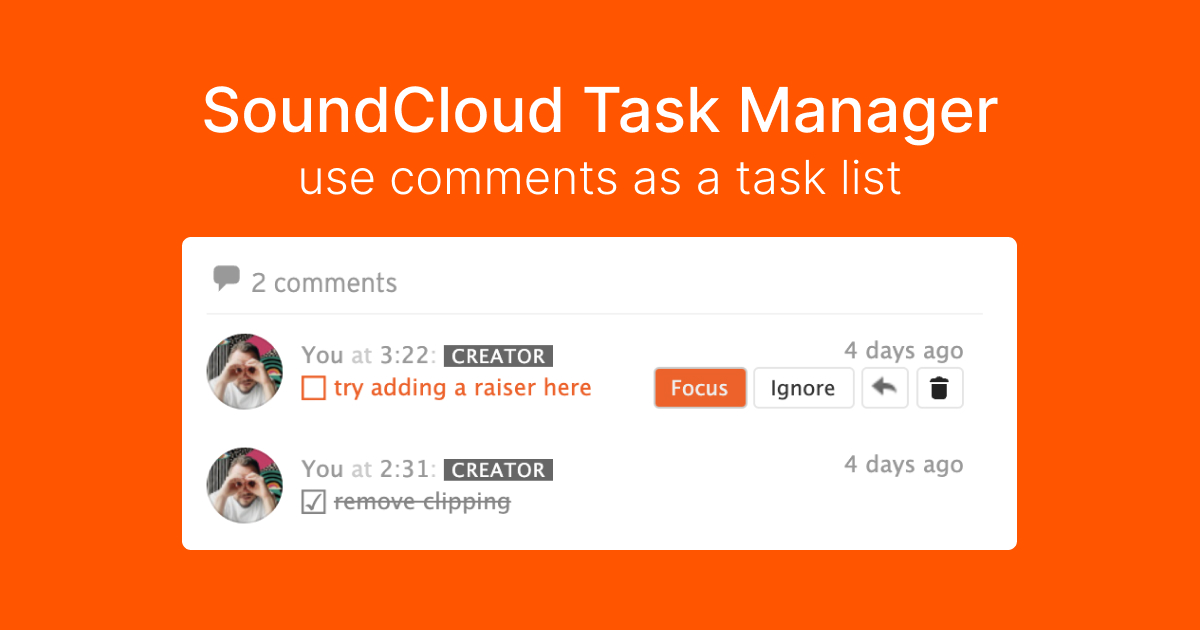 SoundCloud Task Manager
use comments as a task list
2 comments
You at 3:22: CREATOR
4 days ago
try adding a raiser here
Focus
Ignore
You at 2:31: CREATOR
4 days ago
remove clipping